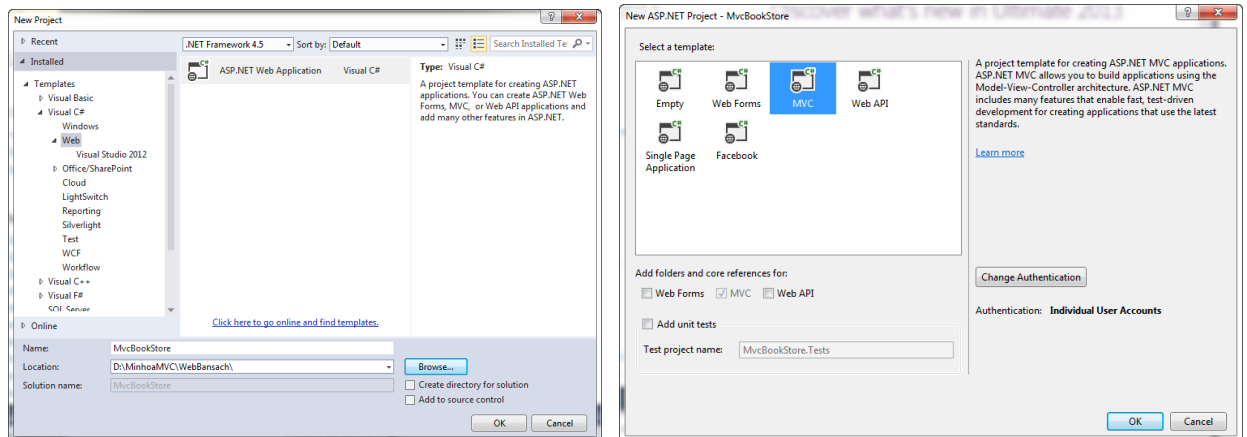 New Project
Recent
.NET Framework 4.5 Sort by: Default Search Installed Te
Installed
Templates
Visual Basic
Visual C#
Windows
Web
Visual Studio 2012
Office/SharePoint
Cloud
LightSwitch
Reporting
Silverlight
Test
WCF
Workflow
Visual C++
Visual F#
SQL Server
Online
ASP.NET Web Application Visual C#
Click here to go online and find templates.
Type: Visual C#
A project template for creating ASP.NET
applications. You can create ASP.NET Web
Forms, MVC, or Web API applications and
add many other features in ASP.NET.
Name: MvcBookStore
Location: D:\MinhoaMVC\WebBansach\ Browse...
Solution name: MvcBookStore
Create directory for solution
Add to source control
OK Cancel
Discover what's new in Ultimate 2013
New ASP.NET Project - MvcBookStore
Select a template:
Empty Web Forms MVC Web API
Single Page
Application
Facebook
A project template for creating ASP.NET MVC applications.
ASP.NET MVC allows you to build applications using the
Model-View-Controller architecture. ASP.NET MVC
includes many features that enable fast, test-driven
development for creating applications that use the latest
standards.
Learn more
Add folders and core references for:
Web Forms MVC Web API
Add unit tests
Test project name: MvcBookStore.Tests
Change Authentication
Authentication: Individual User Accounts
OK Cancel